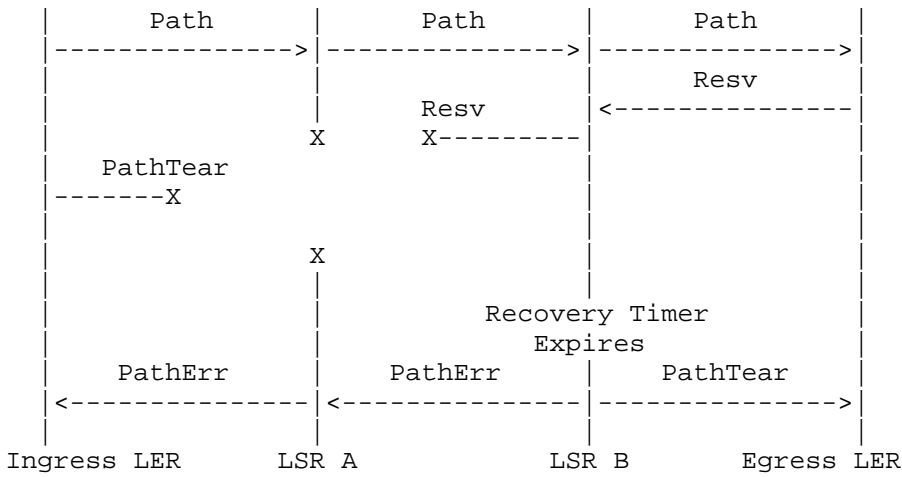 Path Path Path
Resv
Resv
X X
PathTear
X
X
Recovery Timer
Expires
PathErr PathErr PathTear
Ingress LER LSR A LSR B Egress LER